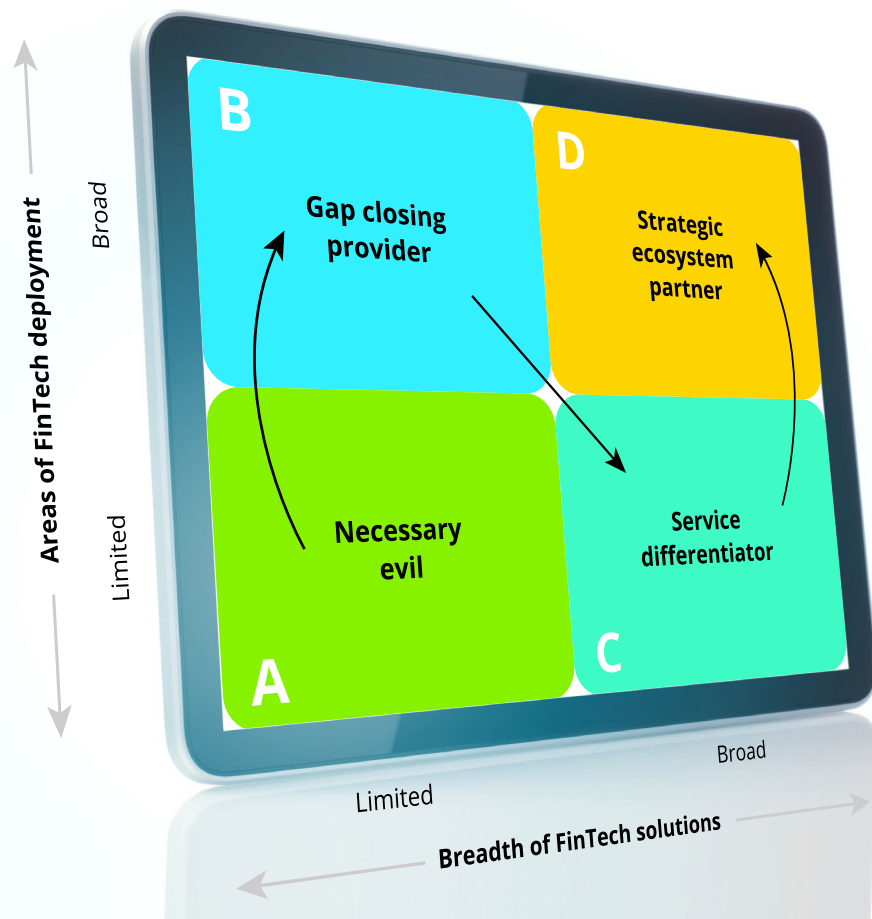 B
Gap closing
provider
D
Strategic
ecosystem
partner
Necessary
evil
A
Service
differentiator
C
Areas of FinTech deployment
Broad
Limited
Limited
Broad
Breadth of FinTech solutions